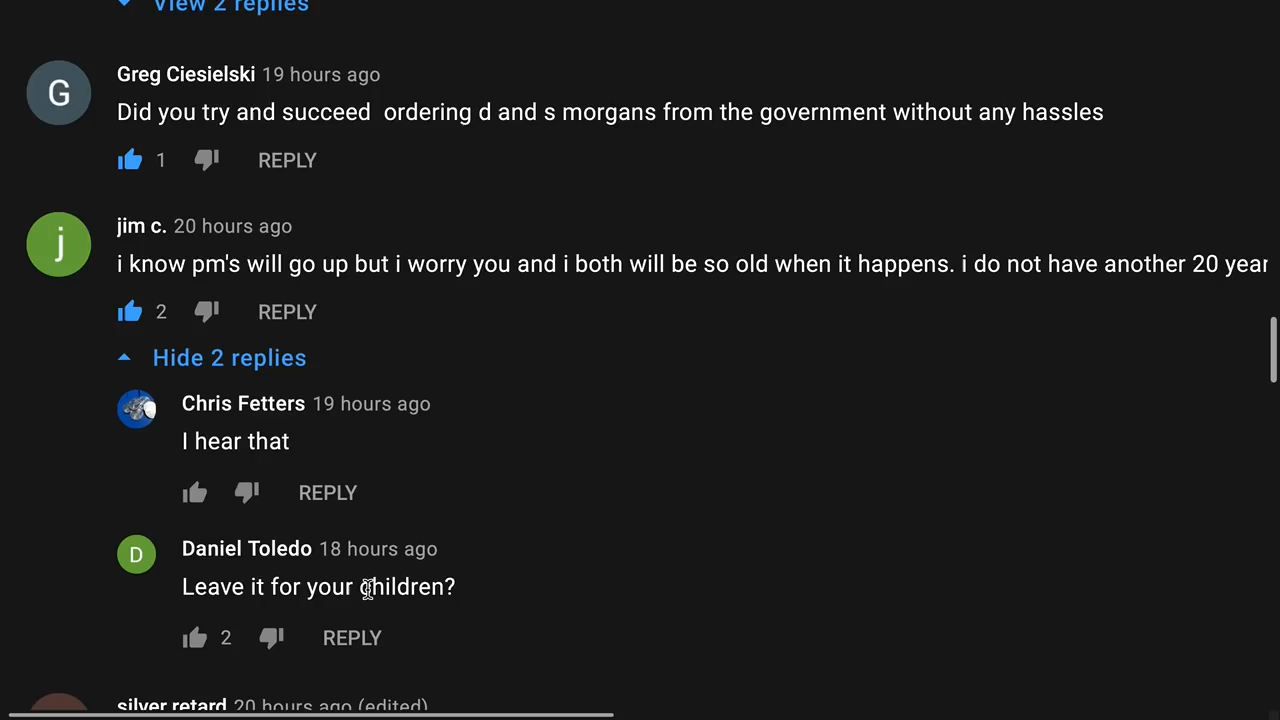 View 2 replies
G
Greg Ciesielski 19 hours ago
Did you try and succeed  ordering d and s morgans from the government without any hassles
1 REPLY
j
jim c. 20 hours ago
i know pm's will go up but i worry you and i both will be so old when it happens. i do not have another 20 year
2 REPLY
Hide 2 replies
Chris Fetters 19 hours ago
I hear that
REPLY
D
Daniel Toledo 18 hours ago
Leave it for your children?
2 REPLY
silver retard 20 hours ago (edited)